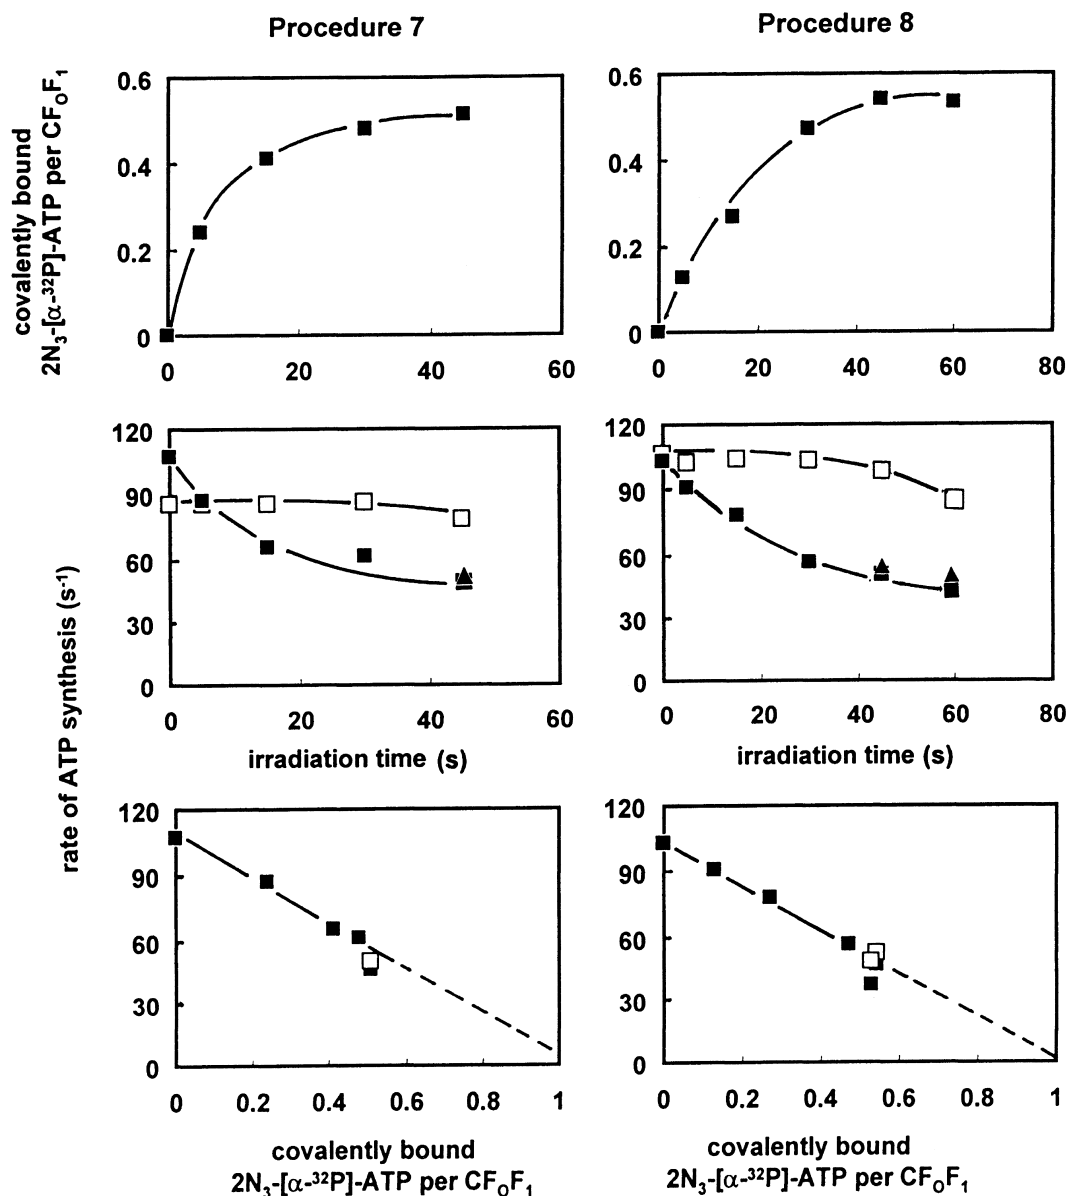 Procedure 7
Procedure 8
covalently bound
2N₃-[α-³²P]-ATP per CF₀F₁
0.6
0.4
0.2
0
0 20 40 60
0.6
0.4
0.2
0
0 20 40 60 80
rate of ATP synthesis (s⁻¹)
120
90
60
30
0
0 20 40 60
irradiation time (s)
120
90
60
30
0
0 20 40 60 80
irradiation time (s)
120
90
60
30
0
0 0.2 0.4 0.6 0.8 1
covalently bound
2N₃-[α-³²P]-ATP per CF₀F₁
120
90
60
30
0
0 0.2 0.4 0.6 0.8 1
covalently bound
2N₃-[α-³²P]-ATP per CF₀F₁